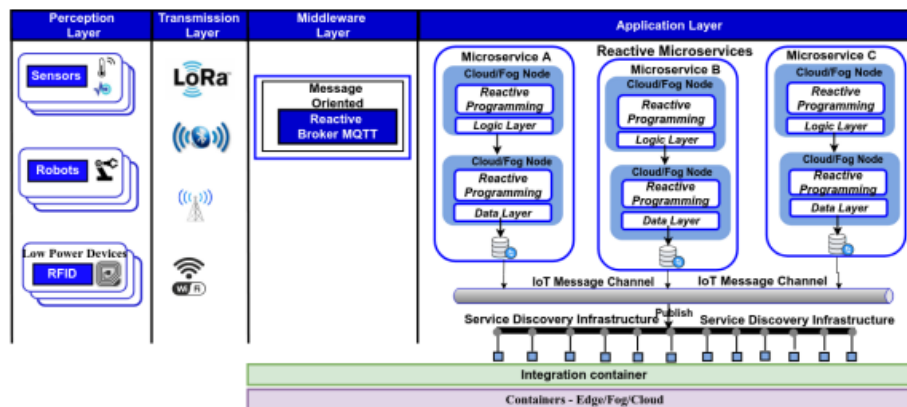 Perception
Layer
Transmission
Layer
Middleware
Layer
Application Layer
Sensors
Robots
Low Power Devices
RFID
LoRa
WiFi
Message
Oriented
Reactive
Broker MQTT
Reactive Microservices
Microservice A
Cloud/Fog Node
Reactive
Programming
Logic Layer
Cloud/Fog Node
Reactive
Programming
Data Layer
Microservice B
Cloud/Fog Node
Reactive
Programming
Logic Layer
Cloud/Fog Node
Reactive
Programming
Data Layer
Microservice C
Cloud/Fog Node
Reactive
Programming
Logic Layer
Cloud/Fog Node
Reactive
Programming
Data Layer
IoT Message Channel
IoT Message Channel
Publish
Service Discovery Infrastructure
Service Discovery Infrastructure
Integration container
Containers - Edge/Fog/Cloud